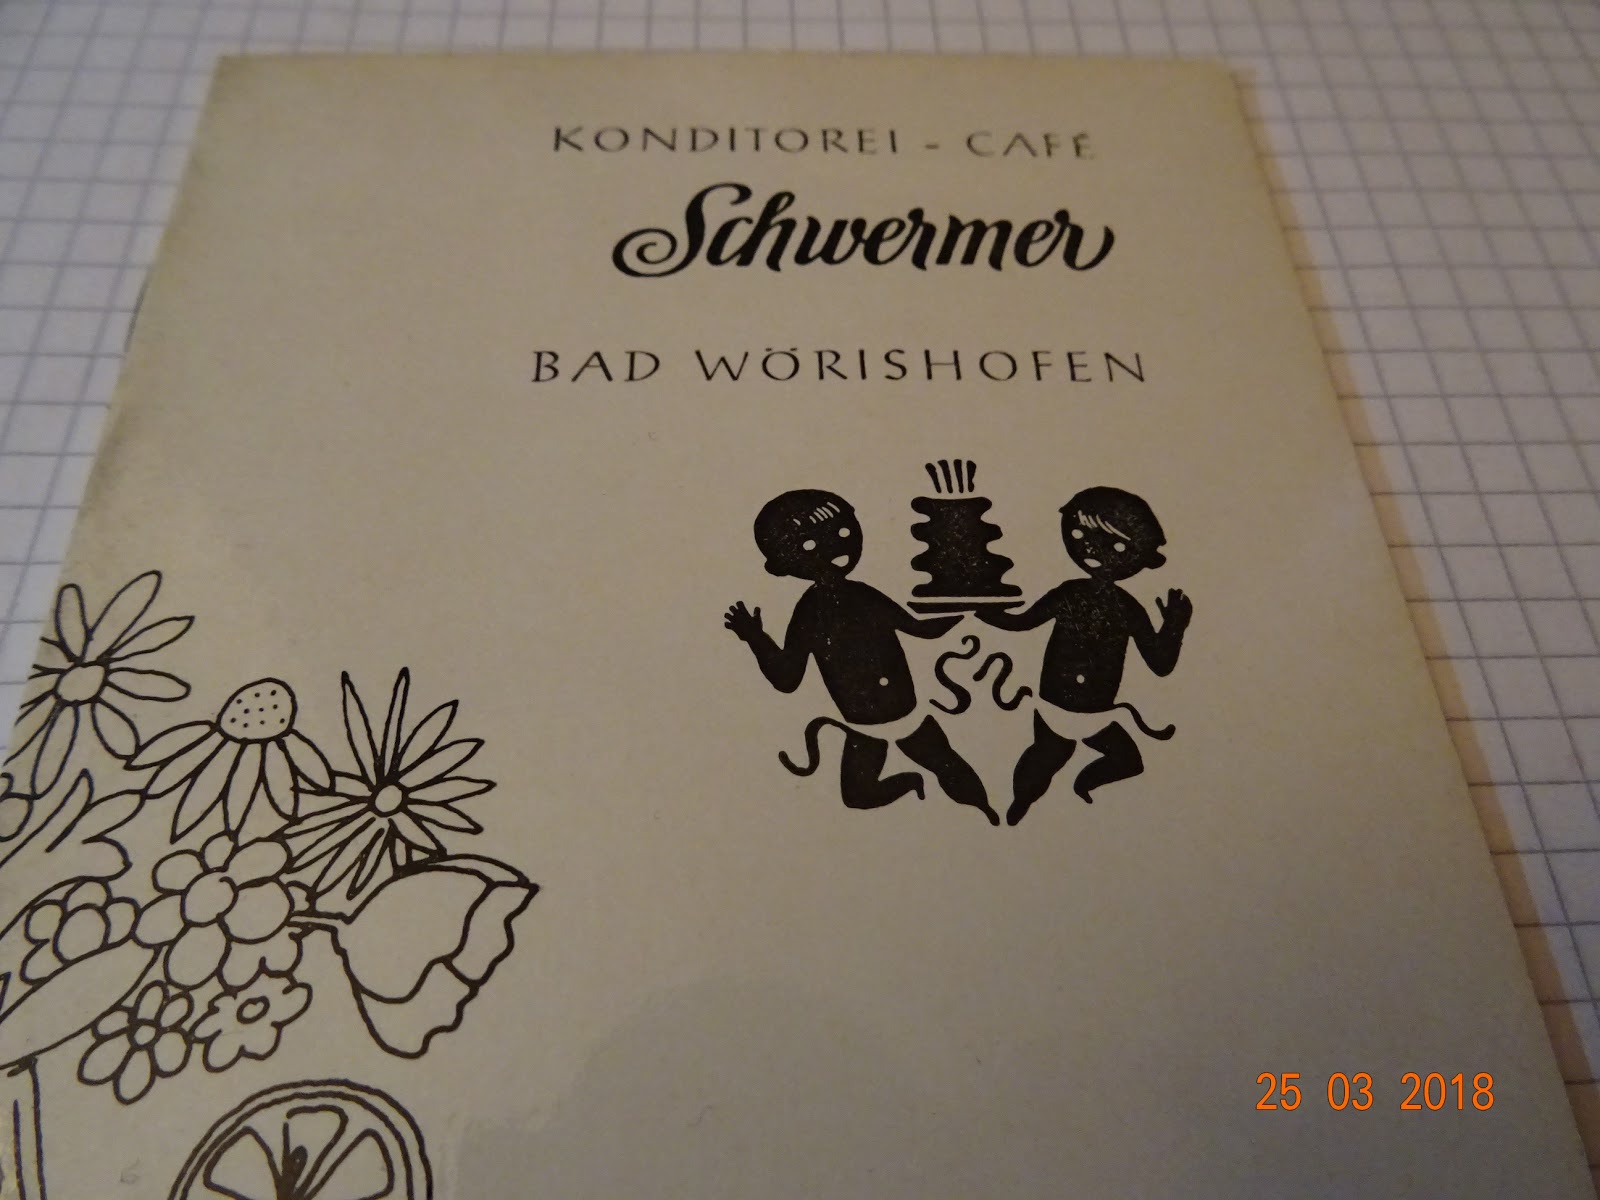 KONDITOREI - CAFÉ
Schwermer
BAD WÖRISHOFEN
25 03 2018